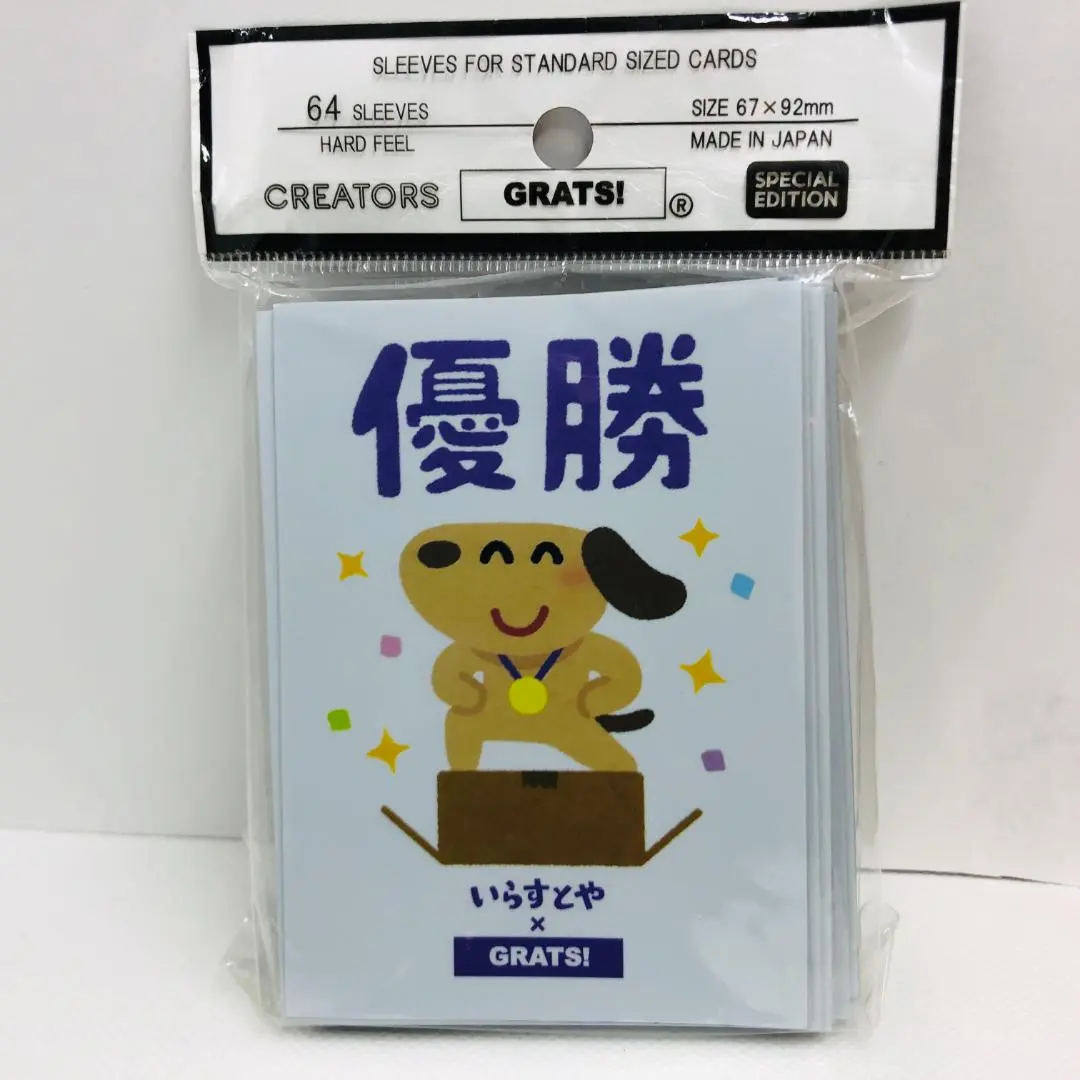 SLEEVES FOR STANDARD SIZED CARDS
64 SLEEVES
SIZE 67×92mm
HARD FEEL
MADE IN JAPAN
CREATORS GRATS! ® SPECIAL EDITION
優勝
いらすとや
×
GRATS!